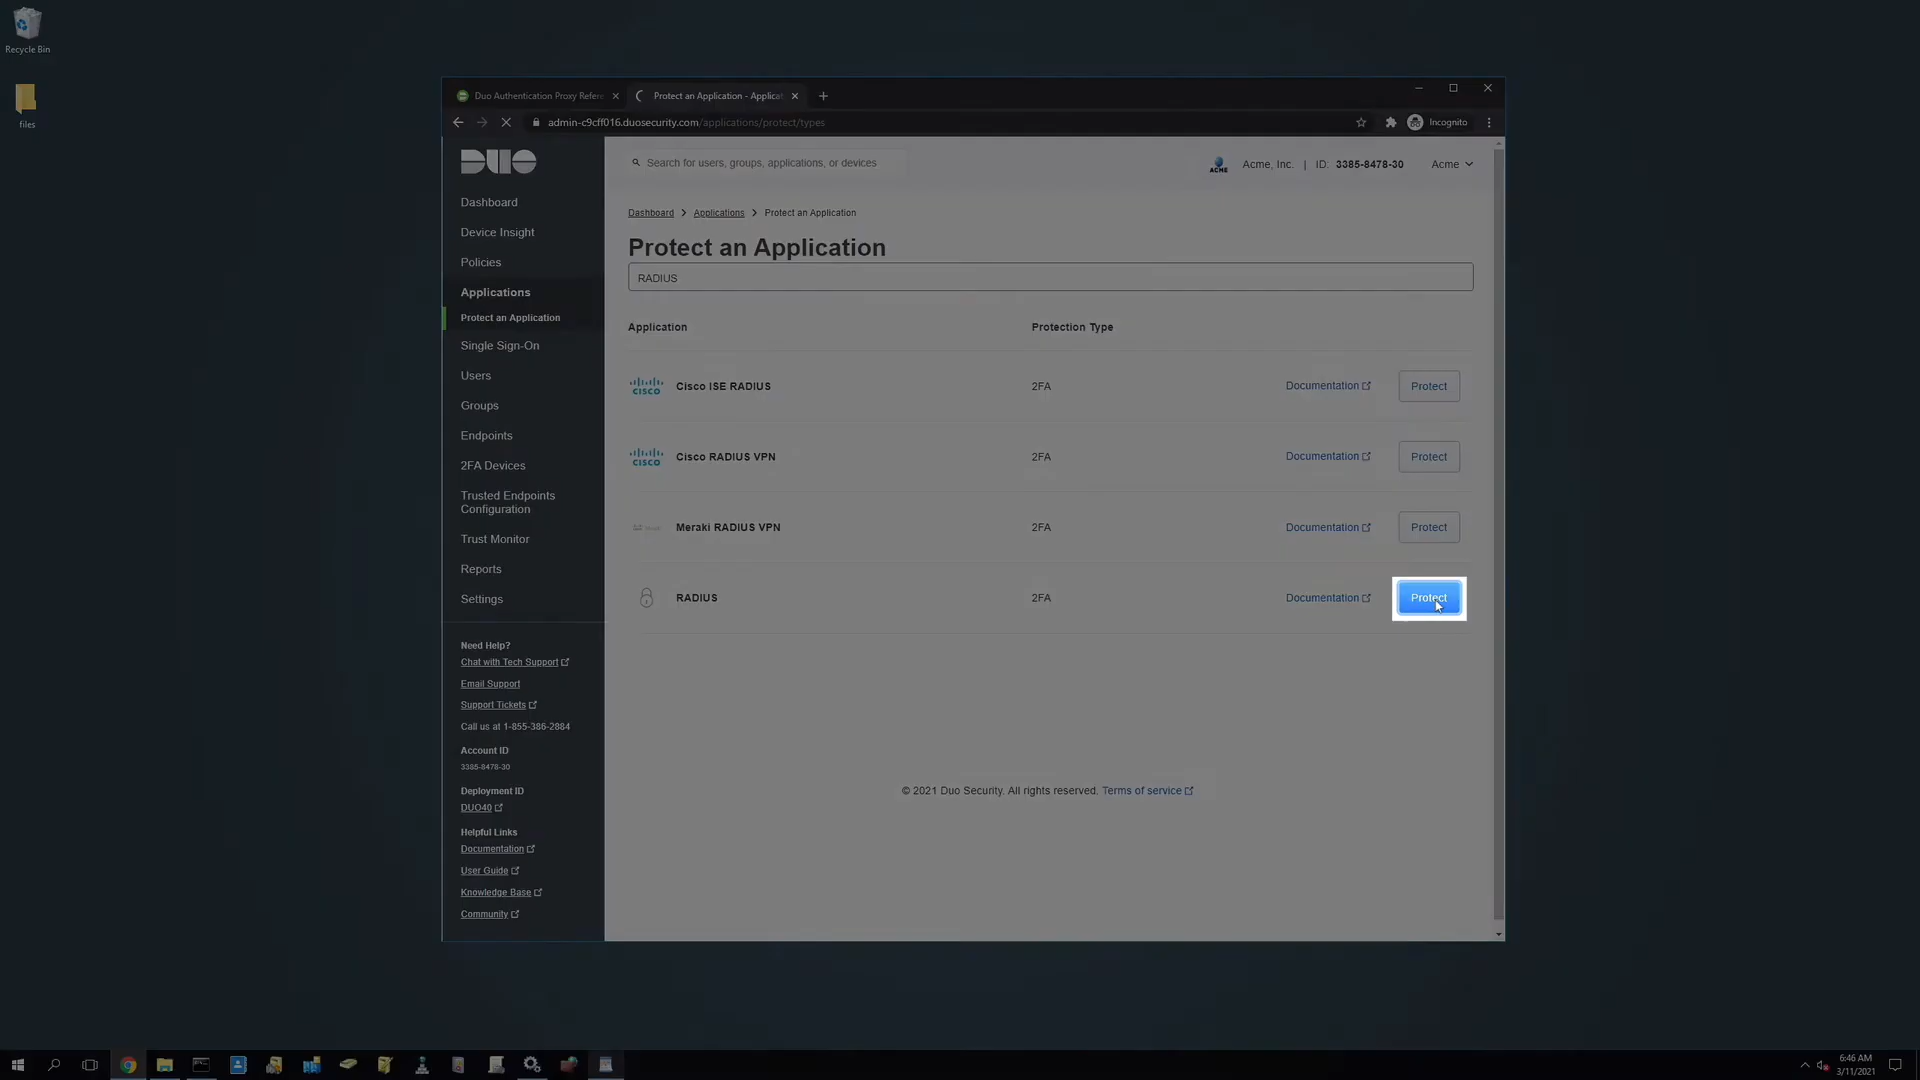 Recycle Bin
files
Duo Authentication Proxy Refere
Protect an Application - Applicat
admin-c9cff016.duosecurity.com/applications/protect/types
Incognito
DUO
Search for users, groups, applications, or devices
ACME
Acme, Inc. | ID: 3385-8478-30
Acme
Dashboard
Device Insight
Policies
Applications
Protect an Application
Single Sign-On
Users
Groups
Endpoints
2FA Devices
Trusted Endpoints
Configuration
Trust Monitor
Reports
Settings
Need Help?
Chat with Tech Support
Email Support
Support Tickets
Call us at 1-855-386-2884
Account ID
3385-8478-30
Deployment ID
DUO40
Helpful Links
Documentation
User Guide
Knowledge Base
Community
Dashboard > Applications > Protect an Application
Protect an Application
RADIUS
Application Protection Type
CISCO Cisco ISE RADIUS 2FA Documentation Protect
CISCO Cisco RADIUS VPN 2FA Documentation Protect
Meraki RADIUS VPN 2FA Documentation Protect
RADIUS 2FA Documentation Protect
© 2021 Duo Security. All rights reserved. Terms of service
6:46 AM
3/11/2021